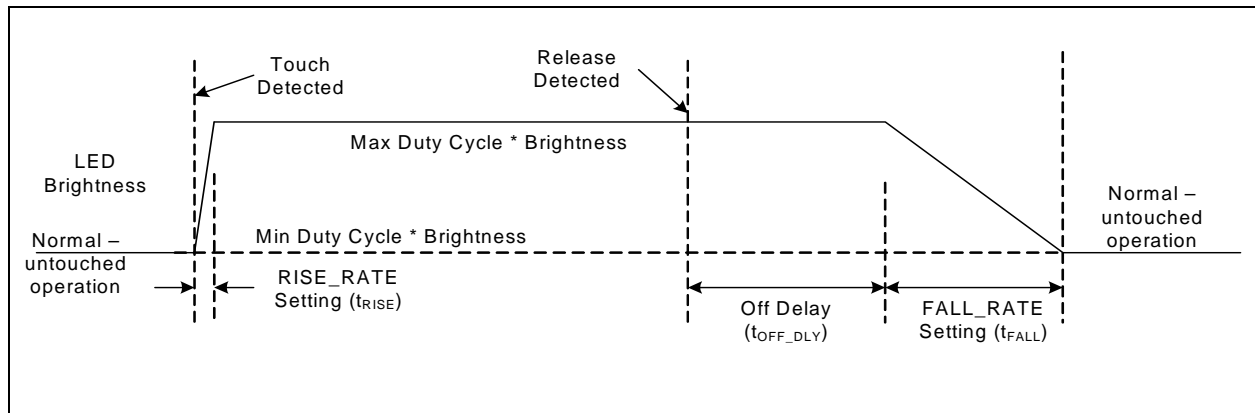 Touch
Detected
Release
Detected
Max Duty Cycle * Brightness
LED
Brightness
Normal –
untouched
operation
Min Duty Cycle * Brightness
Normal –
untouched
operation
RISE_RATE
Setting (tRISE)
Off Delay
(tOFF_DLY)
FALL_RATE
Setting (tFALL)